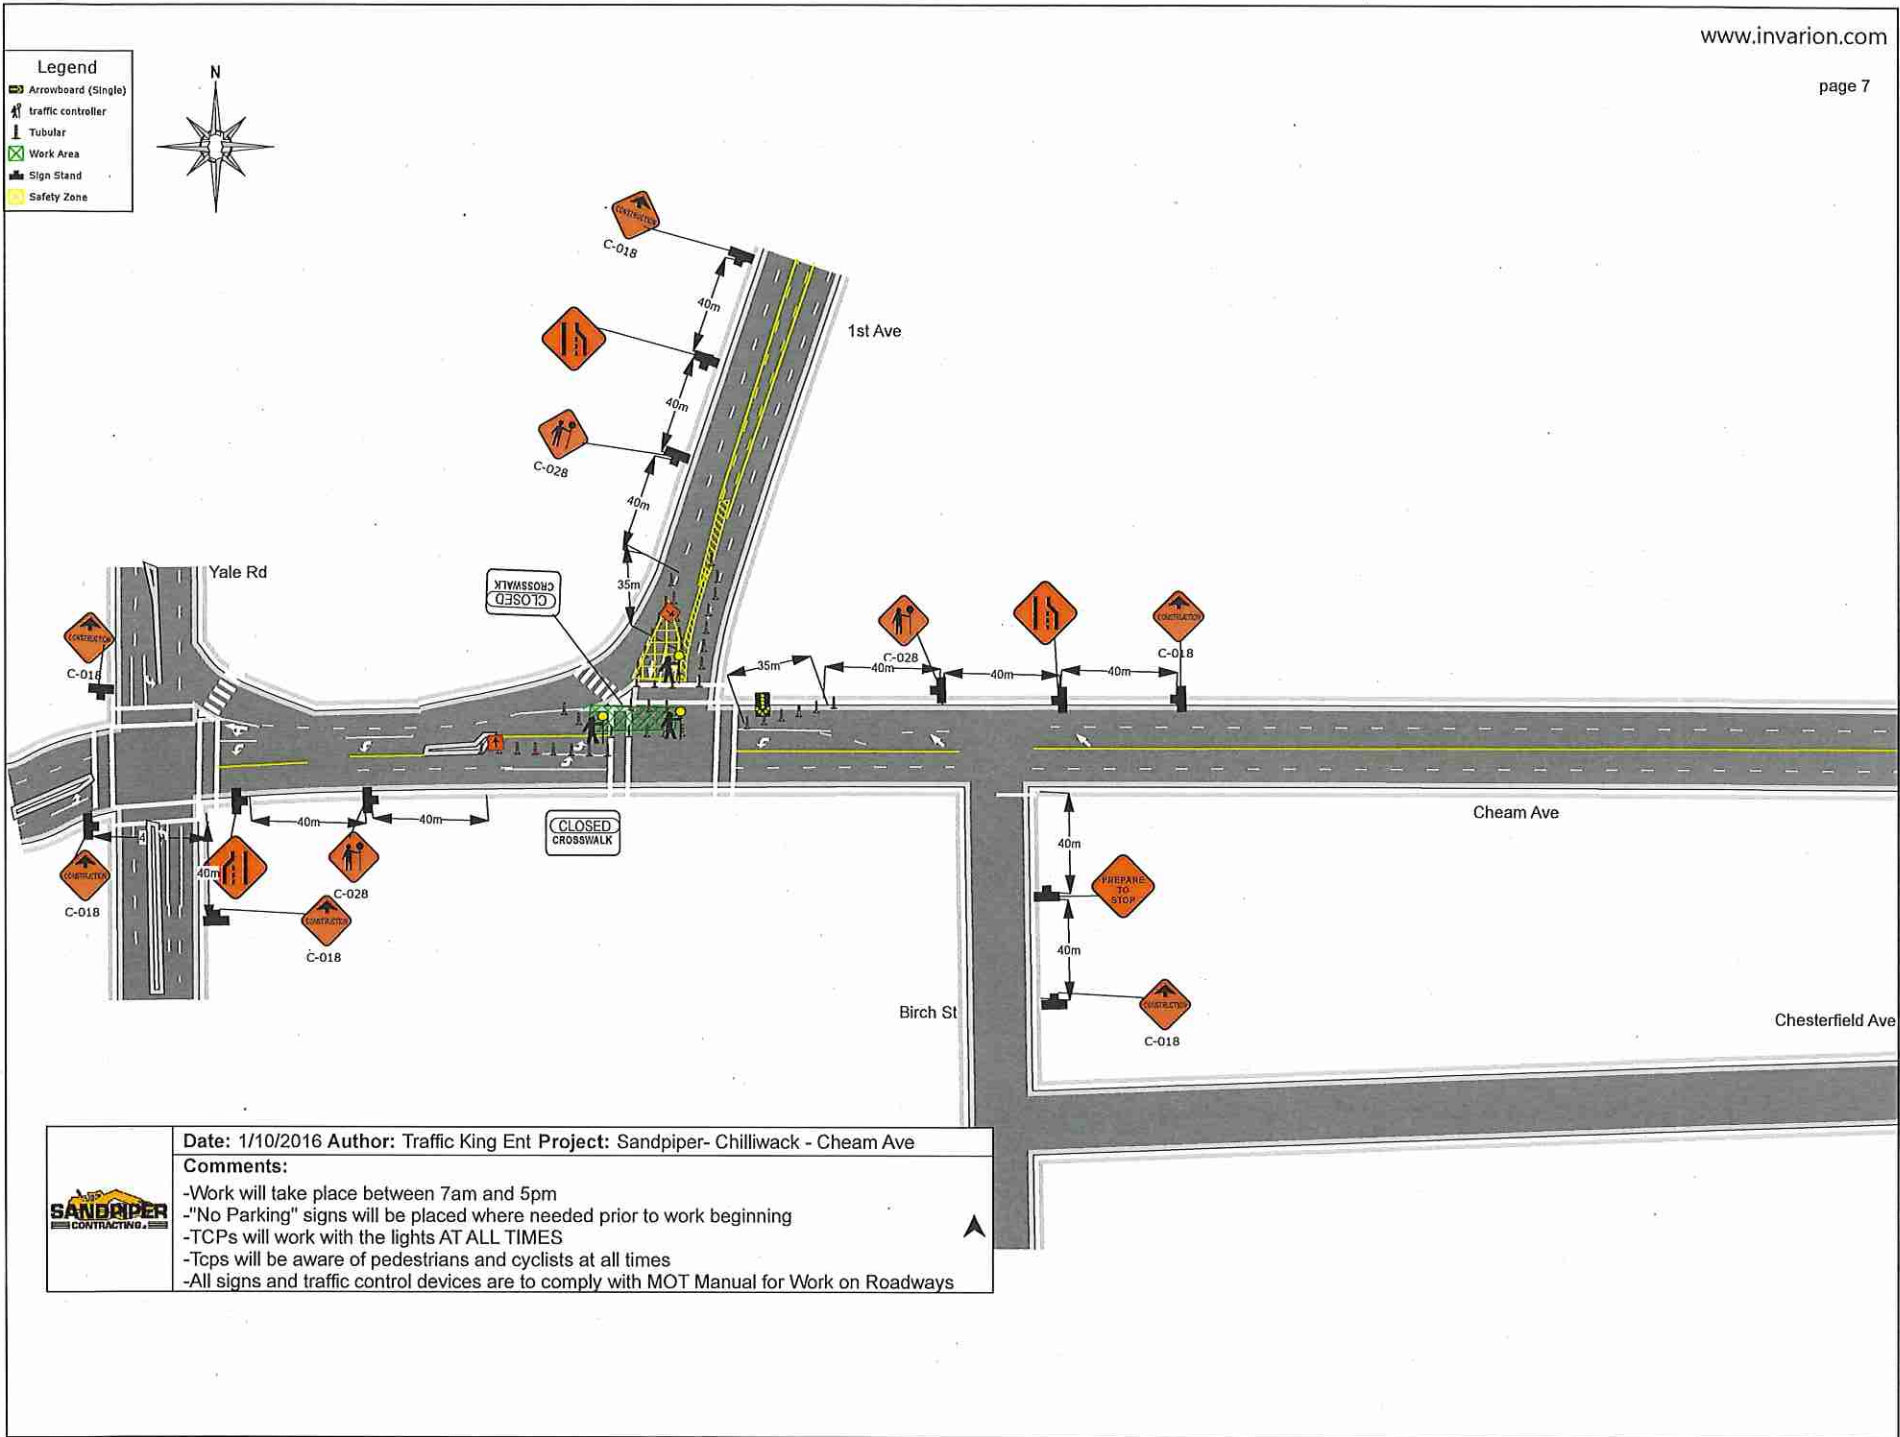 www.invarion.com
page 7
Legend
Arrowboard (Single)
traffic controller
Tubular
Work Area
Sign Stand
Safety Zone
N
CONSTRUCTION
C-018
40m
1st Ave
40m
C-028
40m
35m
Yale Rd
CLOSED
CROSSWALK
CONSTRUCTION
C-018
35m
40m
C-028
40m
40m
CONSTRUCTION
C-018
40m
40m
CLOSED
CROSSWALK
Cheam Ave
CONSTRUCTION
C-018
40m
C-028
CONSTRUCTION
C-018
40m
PREPARE
TO
STOP
40m
CONSTRUCTION
C-018
Birch St
Chesterfield Ave
SANDPIPER
CONTRACTING
Date: 1/10/2016 Author: Traffic King Ent Project: Sandpiper- Chilliwack - Cheam Ave
Comments:
-Work will take place between 7am and 5pm
-"No Parking" signs will be placed where needed prior to work beginning
-TCPs will work with the lights AT ALL TIMES
-Tcps will be aware of pedestrians and cyclists at all times
-All signs and traffic control devices are to comply with MOT Manual for Work on Roadways